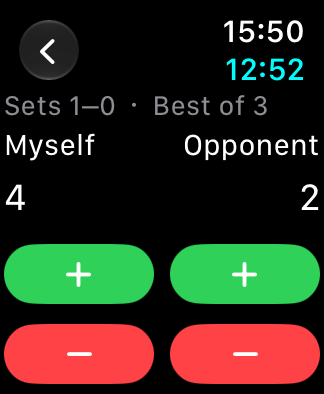 15:50
12:52
Sets 1–0 · Best of 3
Myself Opponent
4 2
+ +
− −